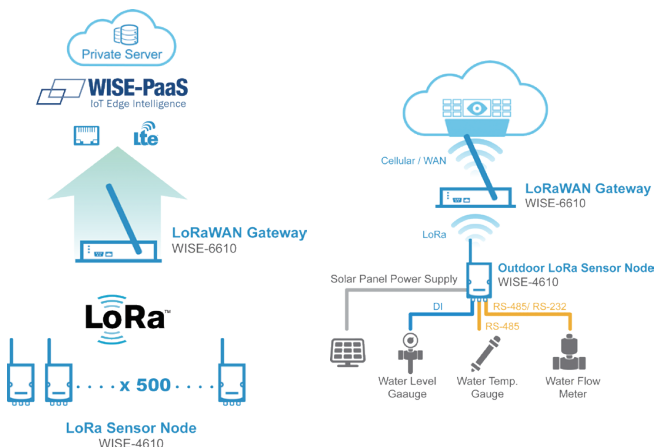 Private Server
WISE-PaaS
IoT Edge Intelligence
Lte
LoRaWAN Gateway
WISE-6610
LoRa™
x 500
LoRa Sensor Node
WISE-4610
Cellular / WAN
LoRaWAN Gateway
WISE-6610
LoRa
Outdoor LoRa Sensor Node
WISE-4610
Solar Panel Power Supply
DI
RS-485/ RS-232
RS-485
Water Level
Gaauge
Water Temp.
Gauge
Water Flow
Meter